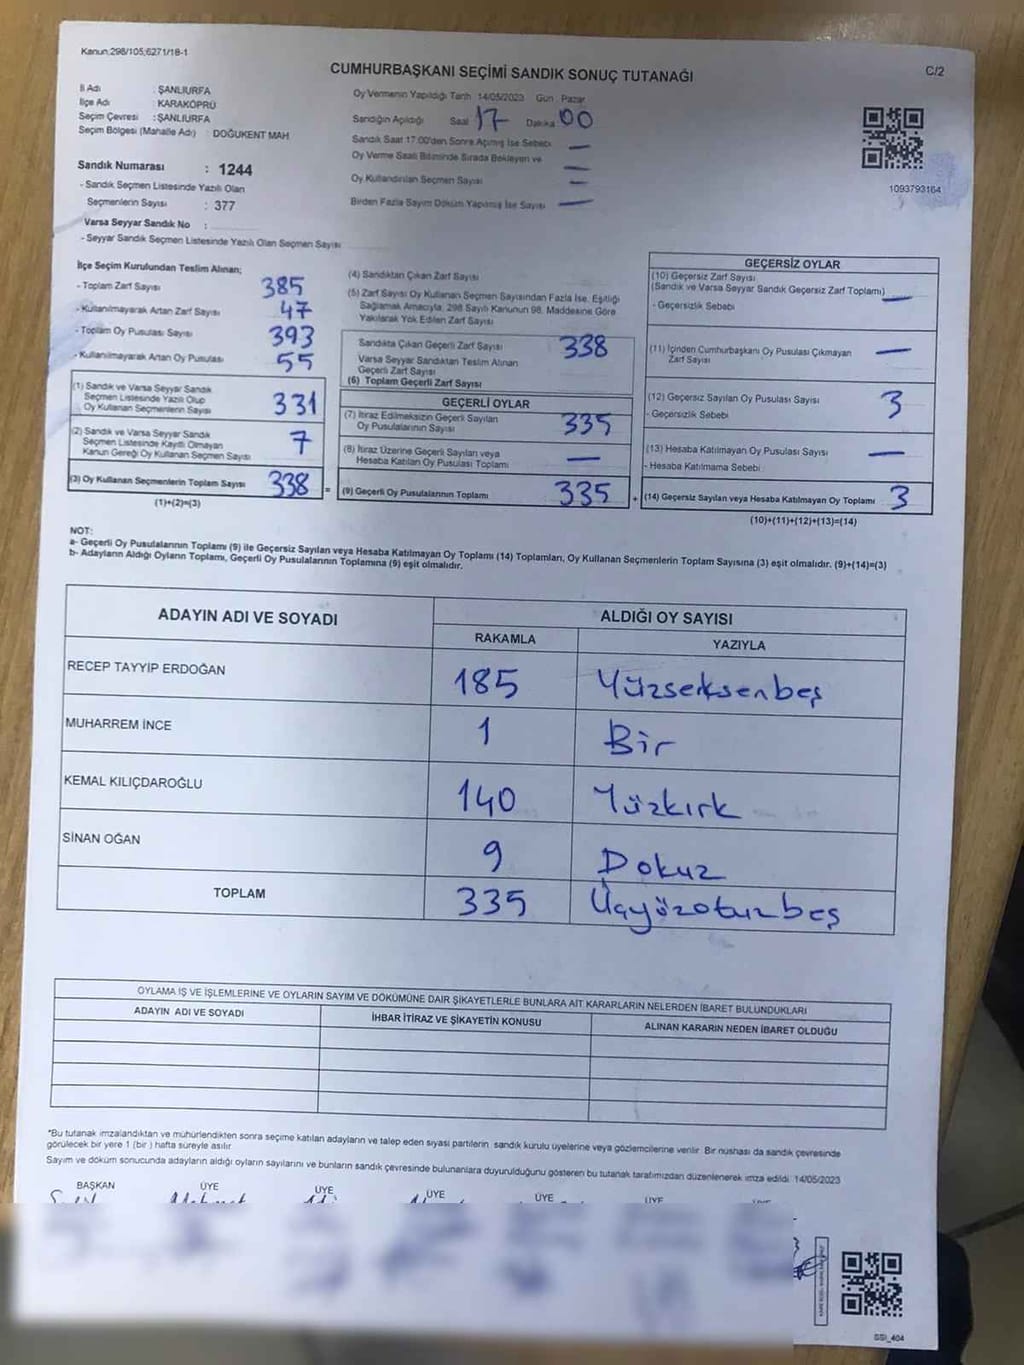 Kanun:298/105;6271/18-1
CUMHURBAŞKANI SEÇİMİ SANDIK SONUÇ TUTANAĞI
C/2
İl Adı : ŞANLIURFA
İlçe Adı : KARAKÖPRÜ
Seçim Çevresi : ŞANLIURFA
Seçim Bölgesi (Mahalle Adı) : DOĞUKENT MAH
Oy Vermenin Yapıldığı Tarih 14/05/2023 Gün Pazar
Sandığın Açıldığı Saat 17 Dakika 00
Sandık Saat 17:00'den Sonra Açılmış İse Sebebi —
Oy Verme Saati Bitiminde Sırada Bekleyen ve —
Oy Kullandırılan Seçmen Sayısı —
Birden Fazla Sayım Döküm Yapılmış İse Sayısı —
1093793164
Sandık Numarası : 1244
- Sandık Seçmen Listesinde Yazılı Olan
Seçmenlerin Sayısı : 377
Varsa Seyyar Sandık No :
- Seyyar Sandık Seçmen Listesinde Yazılı Olan Seçmen Sayısı
İlçe Seçim Kurulundan Teslim Alınan;
- Toplam Zarf Sayısı 385
- Kullanılmayarak Artan Zarf Sayısı 47
- Toplam Oy Pusulası Sayısı 393
- Kullanılmayarak Artan Oy Pusulası 55
(1) Sandık ve Varsa Seyyar Sandık
Seçmen Listesinde Yazılı Olup
Oy Kullanan Seçmenlerin Sayısı 331
(2) Sandık ve Varsa Seyyar Sandık
Seçmen Listesinde Kayıtlı Olmayan
Kanun Gereği Oy Kullanan Seçmen Sayısı 7
(3) Oy Kullanan Seçmenlerin Toplam Sayısı 338 =
(1)+(2)=(3)
(4) Sandıktan Çıkan Zarf Sayısı
(5) Zarf Sayısı Oy Kullanan Seçmen Sayısından Fazla İse, Eşitliği
Sağlamak Amacıyla, 298 Sayılı Kanunun 98. Maddesine Göre
Yakılarak Yok Edilen Zarf Sayısı
Sandıkta Çıkan Geçerli Zarf Sayısı 338
Varsa Seyyar Sandıktan Teslim Alınan
Geçerli Zarf Sayısı
(6) Toplam Geçerli Zarf Sayısı
GEÇERLİ OYLAR
(7) İtiraz Edilmeksizin Geçerli Sayılan
Oy Pusulalarının Sayısı 335
(8) İtiraz Üzerine Geçerli Sayılan veya
Hesaba Katılan Oy Pusulası Toplamı —
(9) Geçerli Oy Pusulalarının Toplamı 335 +
GEÇERSİZ OYLAR
(10) Geçersiz Zarf Sayısı
(Sandık ve Varsa Seyyar Sandık Geçersiz Zarf Toplamı) —
- Geçersizlik Sebebi
(11) İçinden Cumhurbaşkanı Oy Pusulası Çıkmayan
Zarf Sayısı —
(12) Geçersiz Sayılan Oy Pusulası Sayısı 3
- Geçersizlik Sebebi
(13) Hesaba Katılmayan Oy Pusulası Sayısı —
- Hesaba Katılmama Sebebi
(14) Geçersiz Sayılan veya Hesaba Katılmayan Oy Toplamı 3
(10)+(11)+(12)+(13)=(14)
NOT:
a- Geçerli Oy Pusulalarının Toplamı (9) ile Geçersiz Sayılan veya Hesaba Katılmayan Oy Toplamı (14) Toplamları, Oy Kullanan Seçmenlerin Toplam Sayısına (3) eşit olmalıdır. (9)+(14)=(3)
b- Adayların Aldığı Oyların Toplamı, Geçerli Oy Pusulalarının Toplamına (9) eşit olmalıdır.
ADAYIN ADI VE SOYADI
ALDIĞI OY SAYISI
RAKAMLA YAZIYLA
RECEP TAYYİP ERDOĞAN 185 Yüzserksenbeş
MUHARREM İNCE 1 Bir
KEMAL KILIÇDAROĞLU 140 Yüzkırk
SİNAN OĞAN 9 Dokuz
TOPLAM 335 Üçyüzotuzbeş
OYLAMA İŞ VE İŞLEMLERİNE VE OYLARIN SAYIM VE DÖKÜMÜNE DAİR ŞİKAYETLERLE BUNLARA AİT KARARLARIN NELERDEN İBARET BULUNDUKLARI
ADAYIN ADI VE SOYADI İHBAR İTİRAZ VE ŞİKAYETİN KONUSU ALINAN KARARIN NEDEN İBARET OLDUĞU
*Bu tutanak imzalandıktan ve mühürlendikten sonra seçime katılan adayların ve talep eden siyasi partilerin sandık kurulu üyelerine veya gözlemcilerine verilir. Bir nüshası da sandık çevresinde
görülecek bir yere 1 (bir ) hafta süreyle asılır
Sayım ve döküm sonucunda adayların aldığı oyların sayılarını ve bunların sandık çevresinde bulunanlara duyurulduğunu gösteren bu tutanak tarafımızdan düzenlenerek imza edildi. 14/05/2023
BAŞKAN ÜYE ÜYE ÜYE ÜYE ÜYE
SSI_404